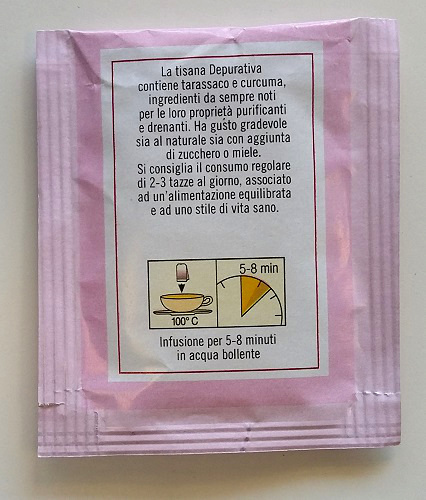 La tisana Depurativa
contiene tarassaco e curcuma,
ingredienti da sempre noti
per le loro proprietà purificanti
e drenanti. Ha gusto gradevole
sia al naturale sia con aggiunta
di zucchero o miele.
Si consiglia il consumo regolare
di 2-3 tazze al giorno, associato
ad un'alimentazione equilibrata
e ad uno stile di vita sano.
5-8 min
100° C
Infusione per 5-8 minuti
in acqua bollente